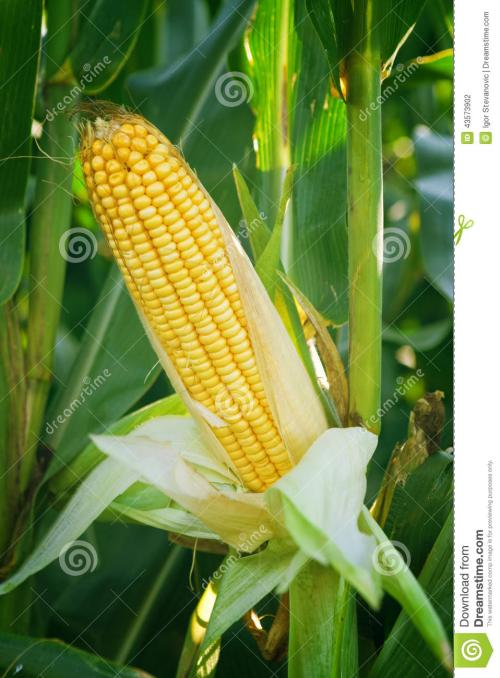 dreamstime
dreamstime
dreamstime
dreamstime
dreamstime
dreamstime
ID 43573902
© Igor Stevanovic | Dreamstime.com
Download from
Dreamstime.com
This watermarked comp image is for previewing purposes only.